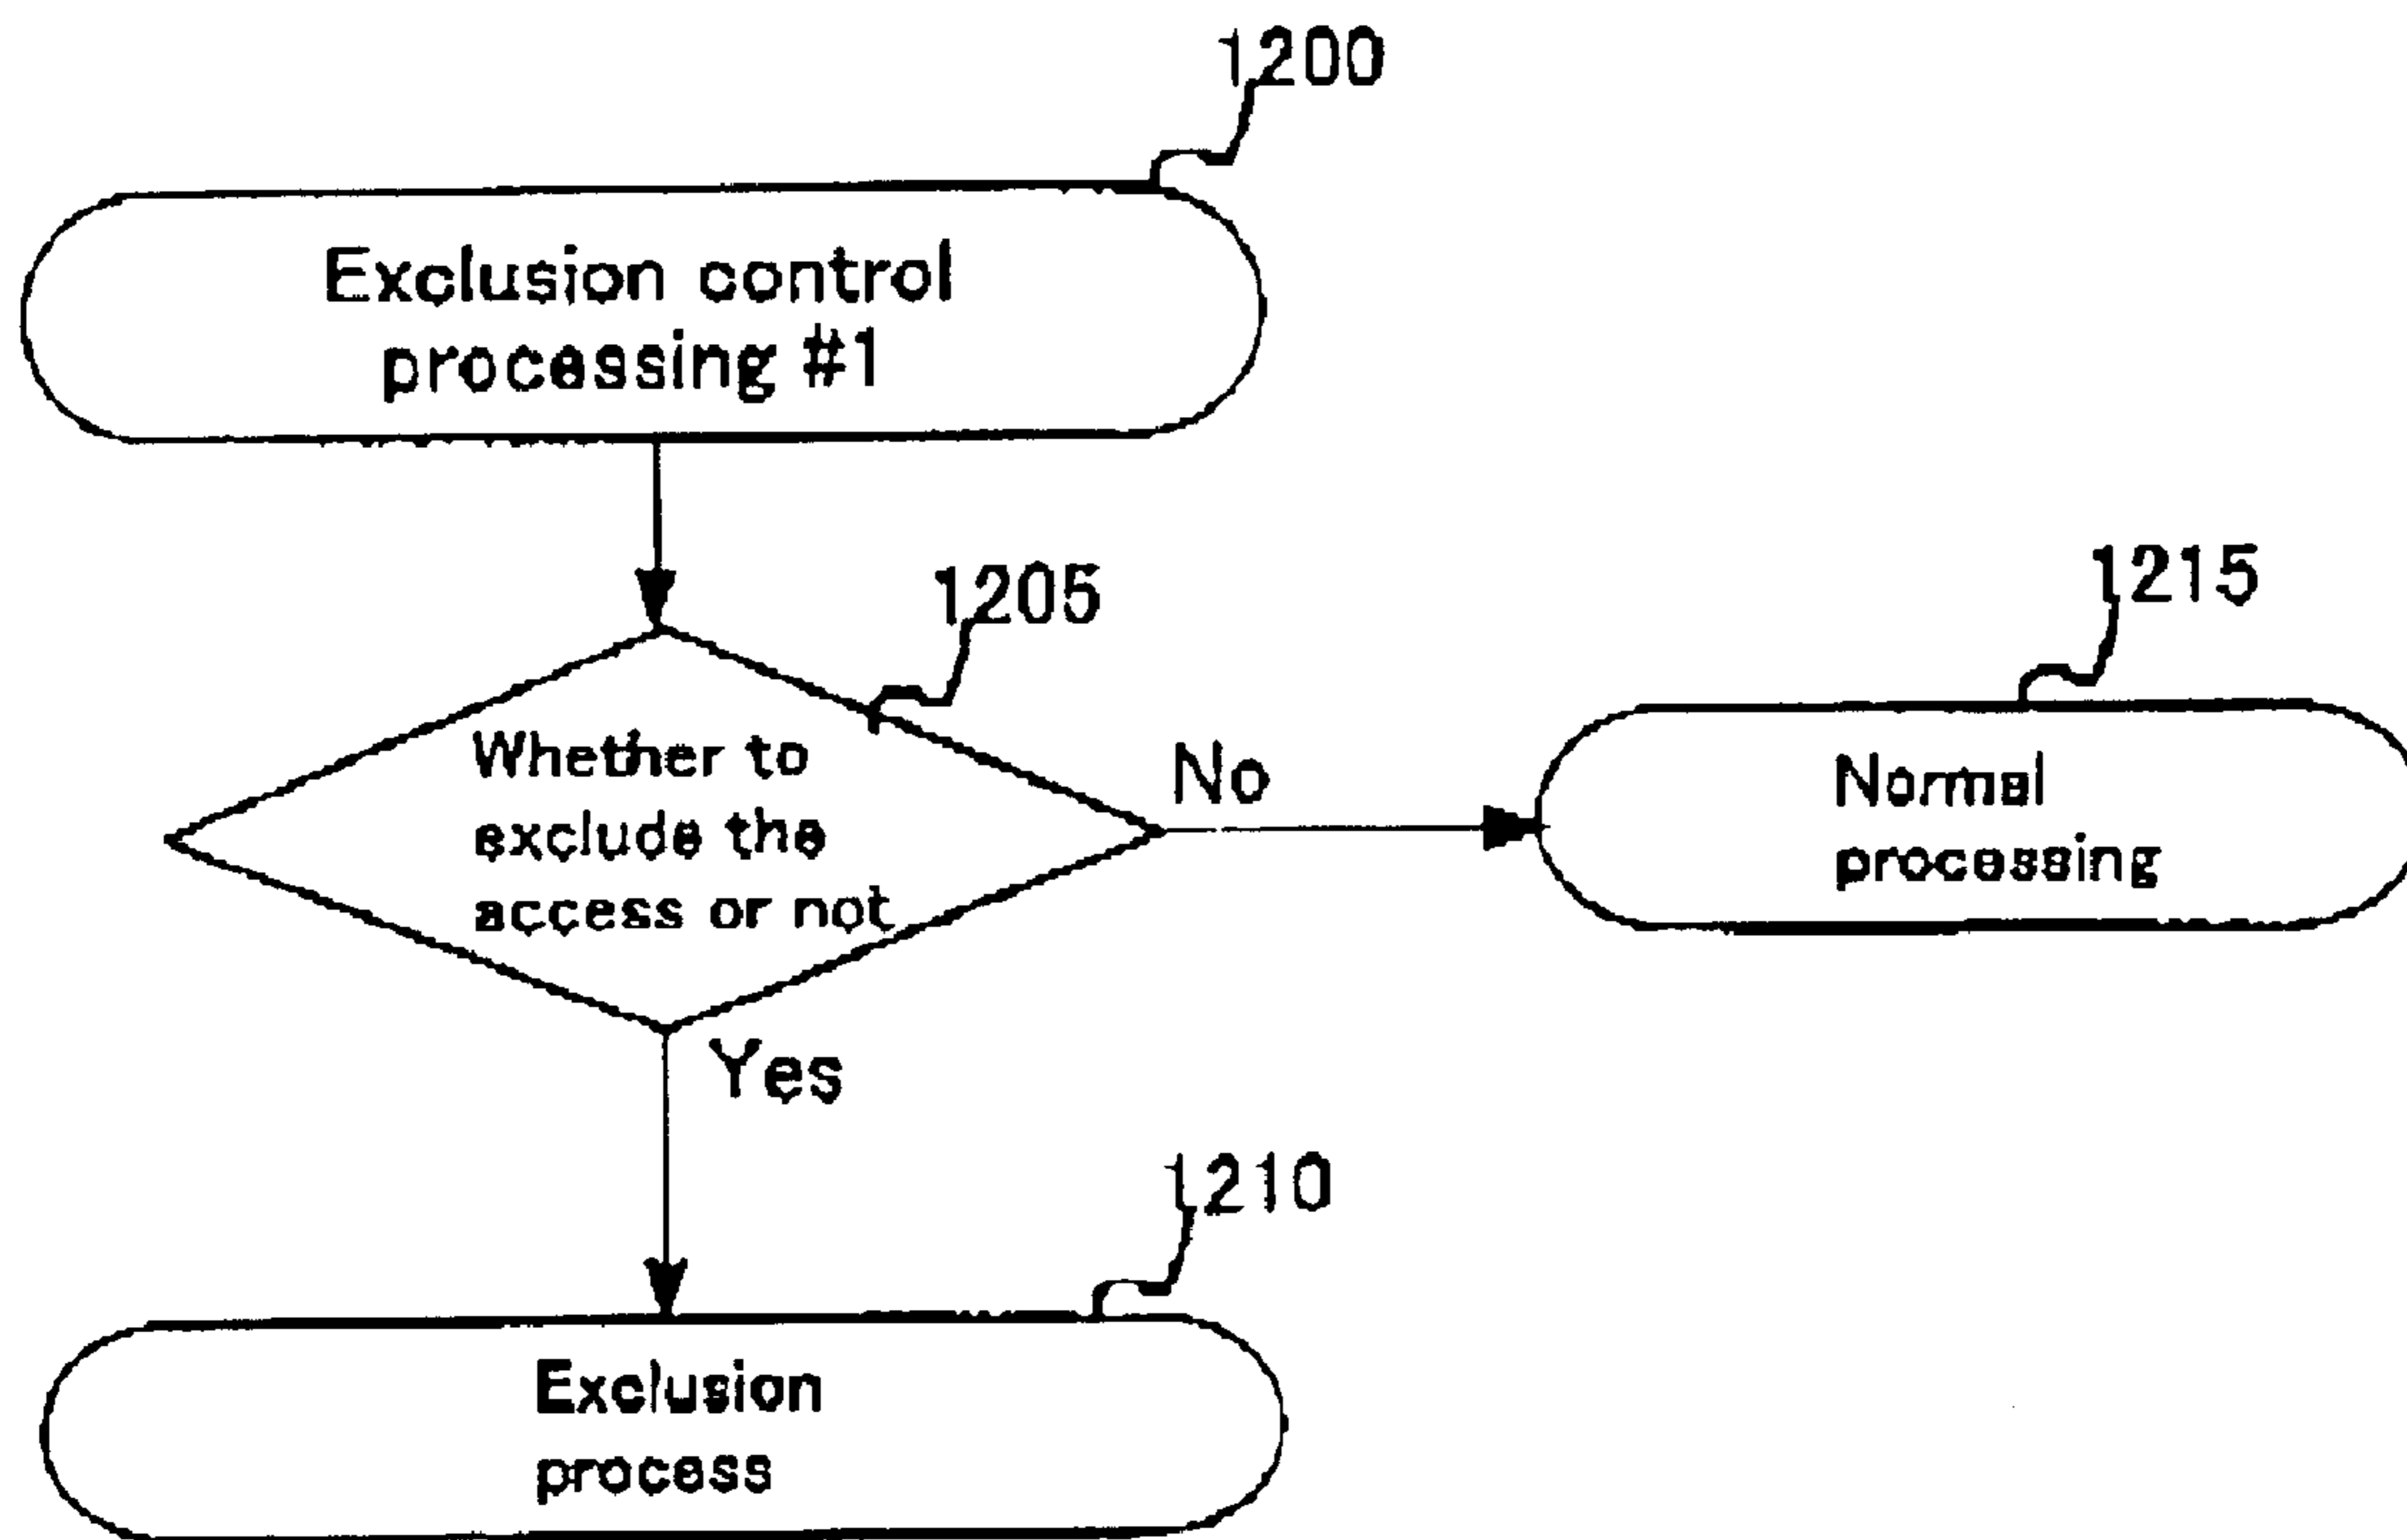 1200
Exclusion control
processing #1
1205
Whether to
exclude the
access or not
No
1215
Normal
processing
Yes
1210
Exclusion
process